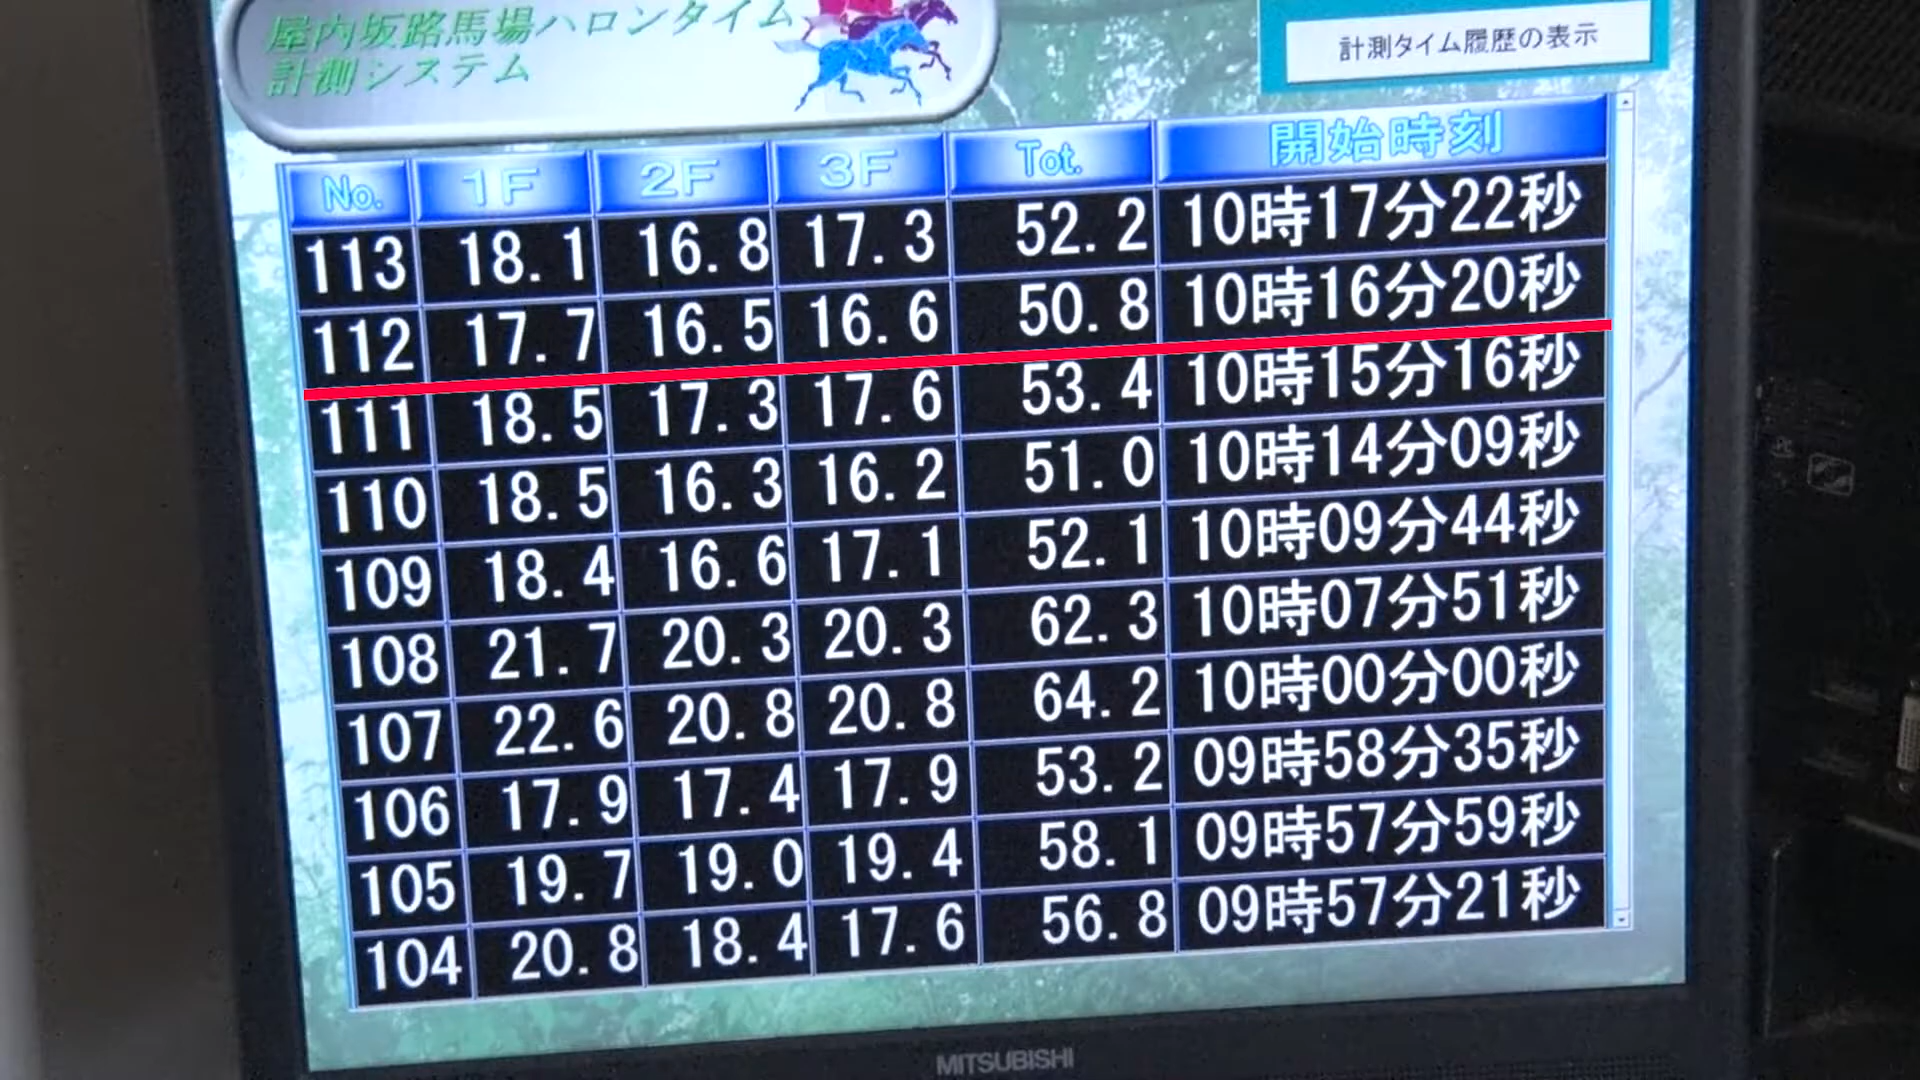 屋内坂路馬場ハロンタイム
計測システム
計測タイム履歴の表示
No. 1F 2F 3F Tot. 開始時刻
113 18.1 16.8 17.3 52.2 10時17分22秒
112 17.7 16.5 16.6 50.8 10時16分20秒
111 18.5 17.3 17.6 53.4 10時15分16秒
110 18.5 16.3 16.2 51.0 10時14分09秒
109 18.4 16.6 17.1 52.1 10時09分44秒
108 21.7 20.3 20.3 62.3 10時07分51秒
107 22.6 20.8 20.8 64.2 10時00分00秒
106 17.9 17.4 17.9 53.2 09時58分35秒
105 19.7 19.0 19.4 58.1 09時57分59秒
104 20.8 18.4 17.6 56.8 09時57分21秒
MITSUBISHI